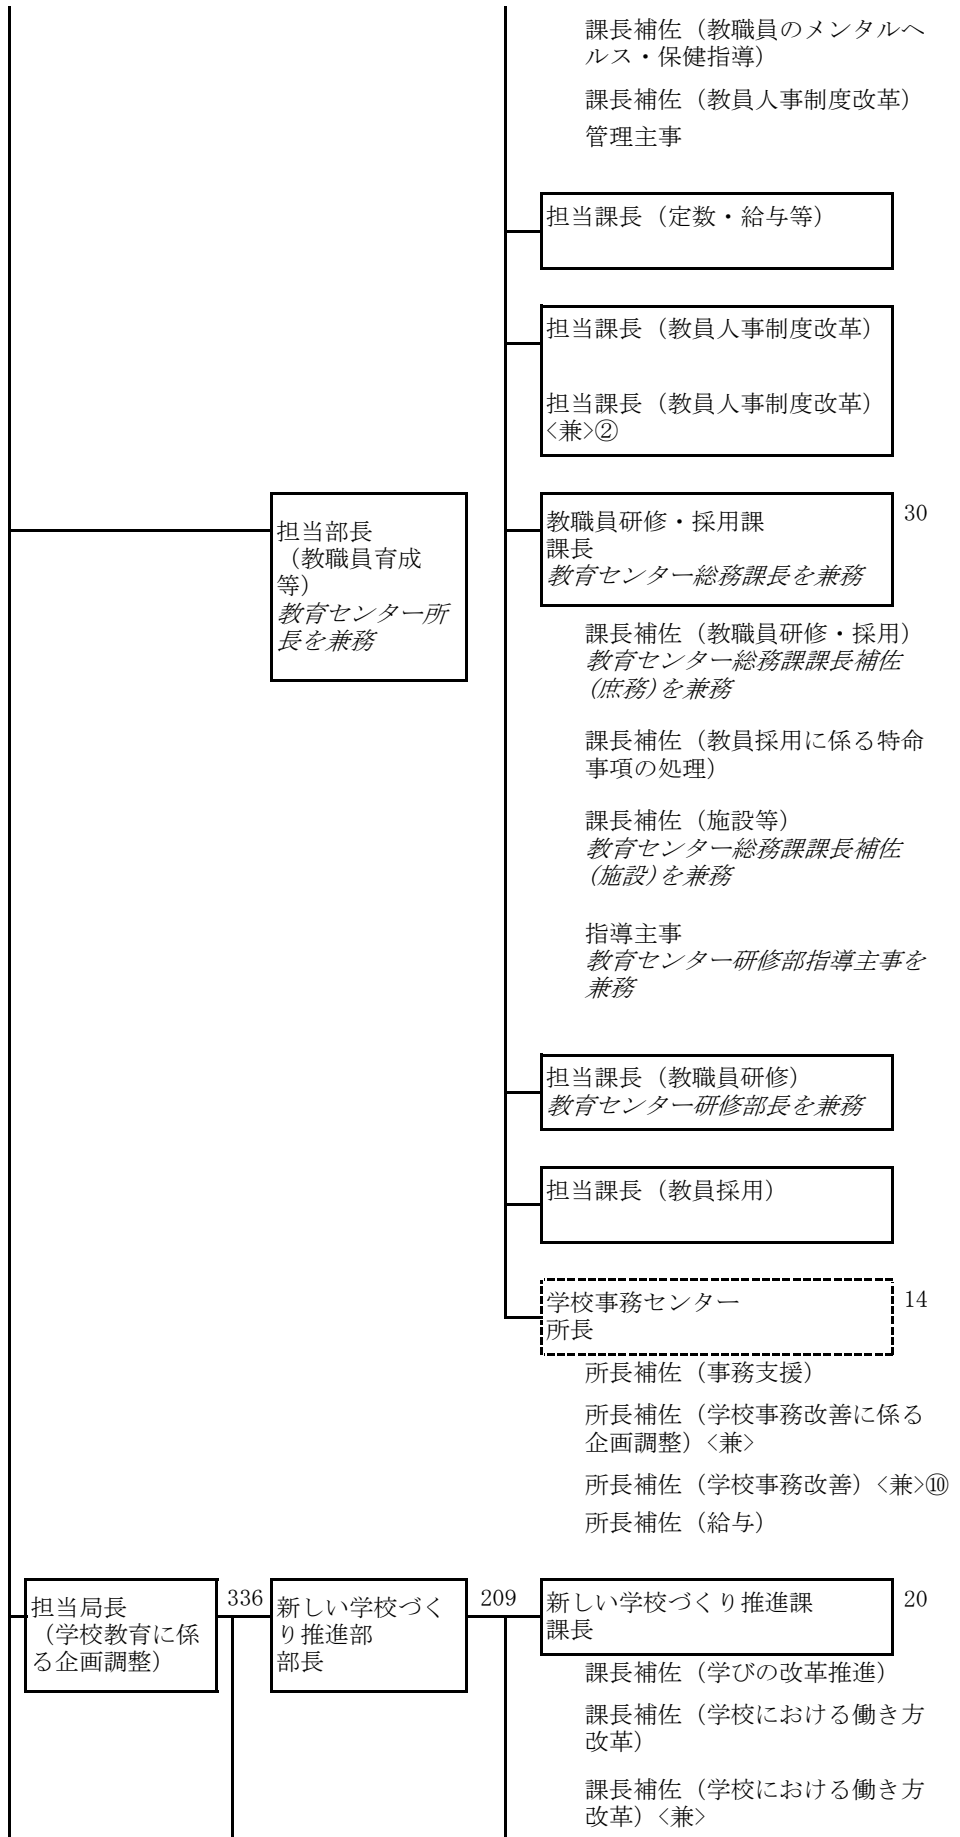 課長補佐（教職員のメンタルヘ
ルス・保健指導）
課長補佐（教員人事制度改革）
管理主事
担当課長（定数・給与等）
担当課長（教員人事制度改革）
担当課長（教員人事制度改革）
<兼>②
担当部長
（教職員育成
等）
教育センター所
長を兼務
教職員研修・採用課
課長
教育センター総務課長を兼務
30
課長補佐（教職員研修・採用）
教育センター総務課課長補佐
（庶務）を兼務
課長補佐（教員採用に係る特命
事項の処理）
課長補佐（施設等）
教育センター総務課課長補佐
（施設）を兼務
指導主事
教育センター研修部指導主事を
兼務
担当課長（教職員研修）
教育センター研修部長を兼務
担当課長（教員採用）
学校事務センター
所長
14
所長補佐（事務支援）
所長補佐（学校事務改善に係る
企画調整）<兼>
所長補佐（学校事務改善）<兼>⑩
所長補佐（給与）
担当局長
（学校教育に係
る企画調整）
336
新しい学校づく
り推進部
部長
209
新しい学校づくり推進課
課長
20
課長補佐（学びの改革推進）
課長補佐（学校における働き方
改革）
課長補佐（学校における働き方
改革）<兼>